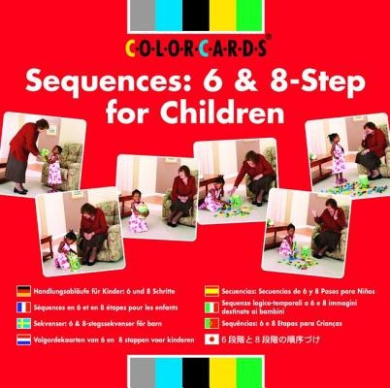 C·O·L·O·R·C·A·R·D·S®
Sequences: 6 & 8-Step
for Children
Handlungsabläufe für Kinder: 6 und 8 Schritte
Séquences en 6 et en 8 étapes pour les enfants
Sekvenser: 6 & 8-stegssekvenser för barn
Volgordekaarten van 6 en 8 stappen voor kinderen
Secuencias: Secuencias de 6 y 8 Pasos para Niños
Sequenze logico-temporali a 6 e 8 immagini
destinate ai bambini
Sequências: 6 e 8 Etapas para Crianças
6 段階と 8 段階の順序づけ